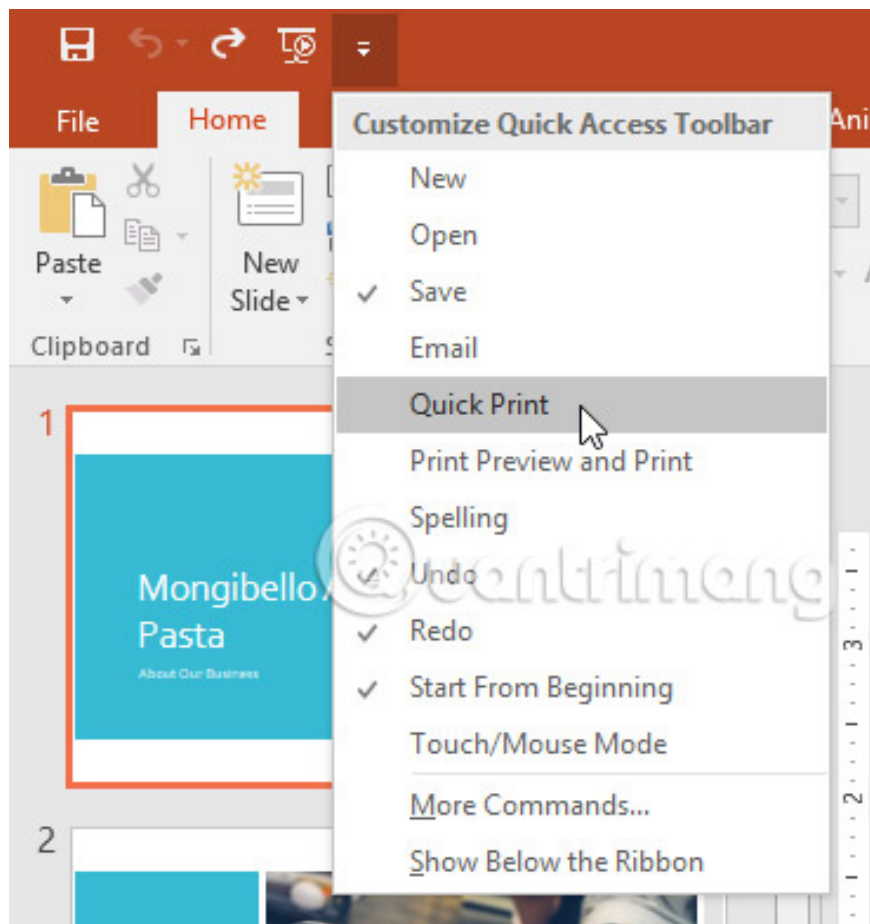 File
Home
Customize Quick Access Toolbar
Ani
New
Open
Save
Email
Quick Print
Print Preview and Print
Spelling
Undo
Redo
Start From Beginning
Touch/Mouse Mode
More Commands...
Show Below the Ribbon
Paste
New
Slide
Clipboard
1
Mongibello
Pasta
About Our Business
2
3
2
Quantrimang